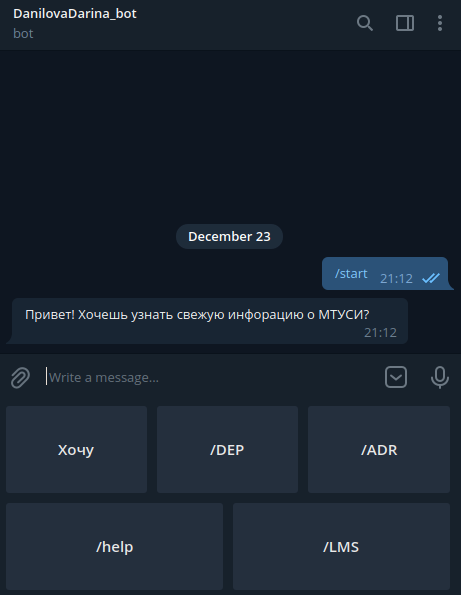 DanilovaDarina_bot
bot
December 23
/start 21:12
Привет! Хочешь узнать свежую инфорацию о МТУСИ?
21:12
Write a message...
Хочу /DEP /ADR
/help /LMS